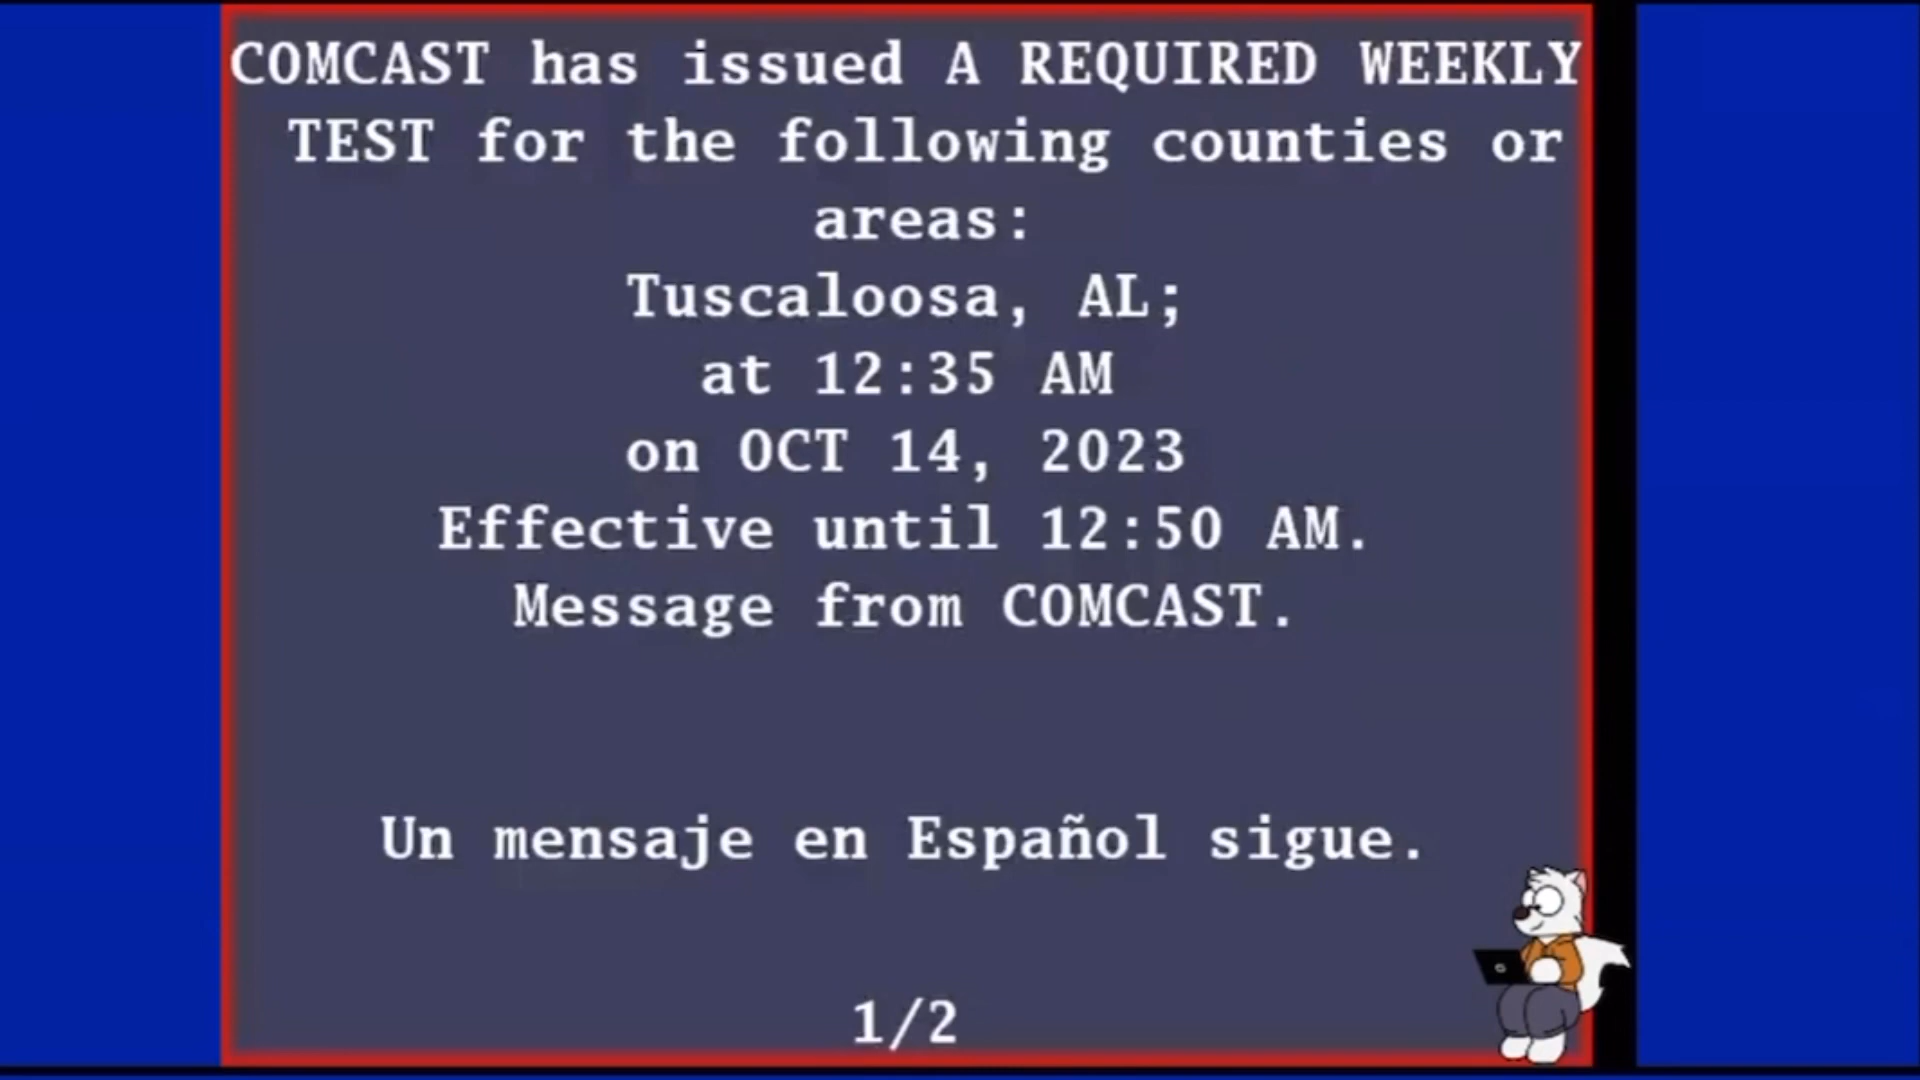 COMCAST has issued A REQUIRED WEEKLY
TEST for the following counties or
areas:
Tuscaloosa, AL;
at 12:35 AM
on OCT 14, 2023
Effective until 12:50 AM.
Message from COMCAST.
Un mensaje en Español sigue.
1/2